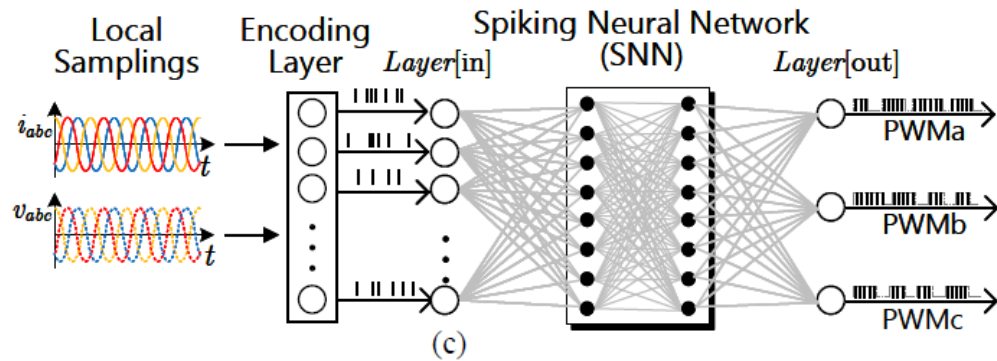 Local
Samplings
Encoding
Layer
Layer[in]
Spiking Neural Network
(SNN)
Layer[out]
i_abc
t
v_abc
t
PWMa
PWMb
PWMc
(c)